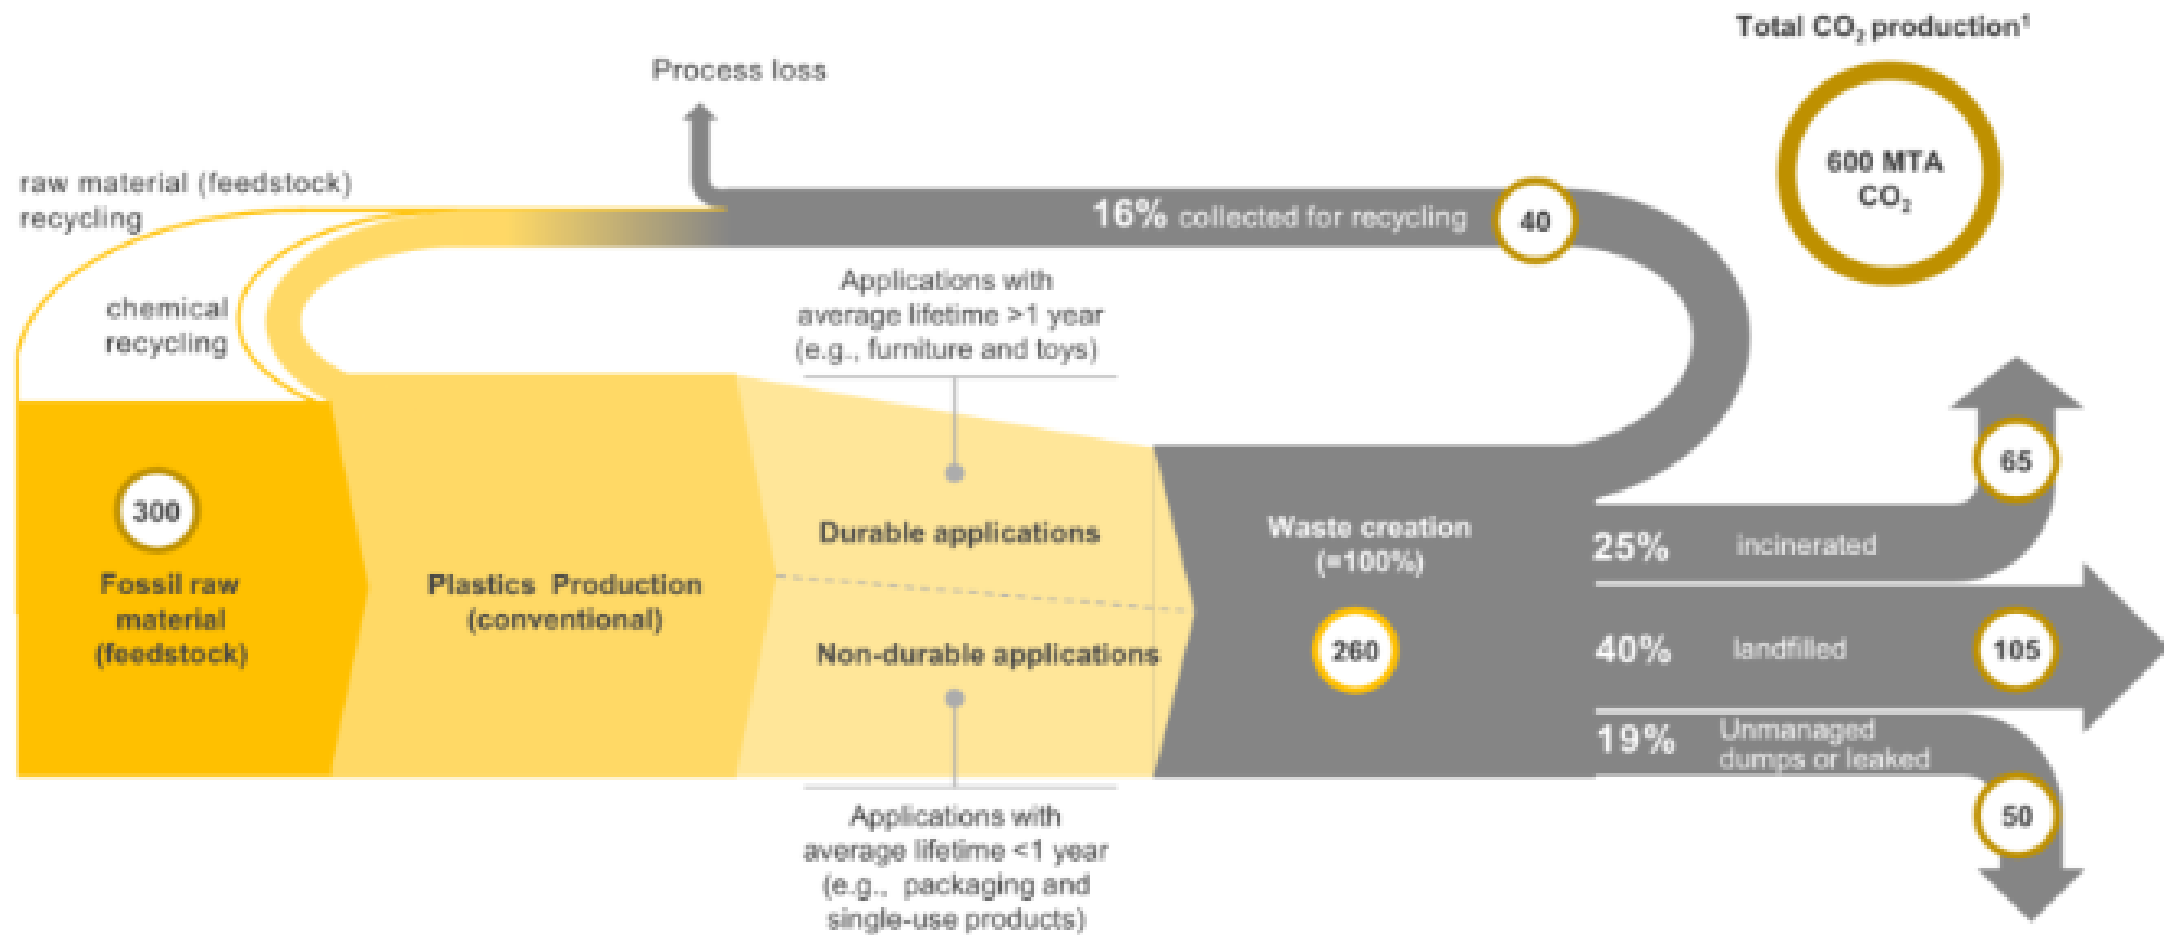 Total CO₂ production¹
600 MTA
CO₂
Process loss
raw material (feedstock)
recycling
16% collected for recycling
40
chemical
recycling
Applications with
average lifetime >1 year
(e.g., furniture and toys)
300
Fossil raw
material
(feedstock)
Plastics Production
(conventional)
Durable applications
Non-durable applications
Applications with
average lifetime <1 year
(e.g., packaging and
single-use products)
Waste creation
(=100%)
260
25% incinerated
65
40% landfilled
105
19% Unmanaged
dumps or leaked
50